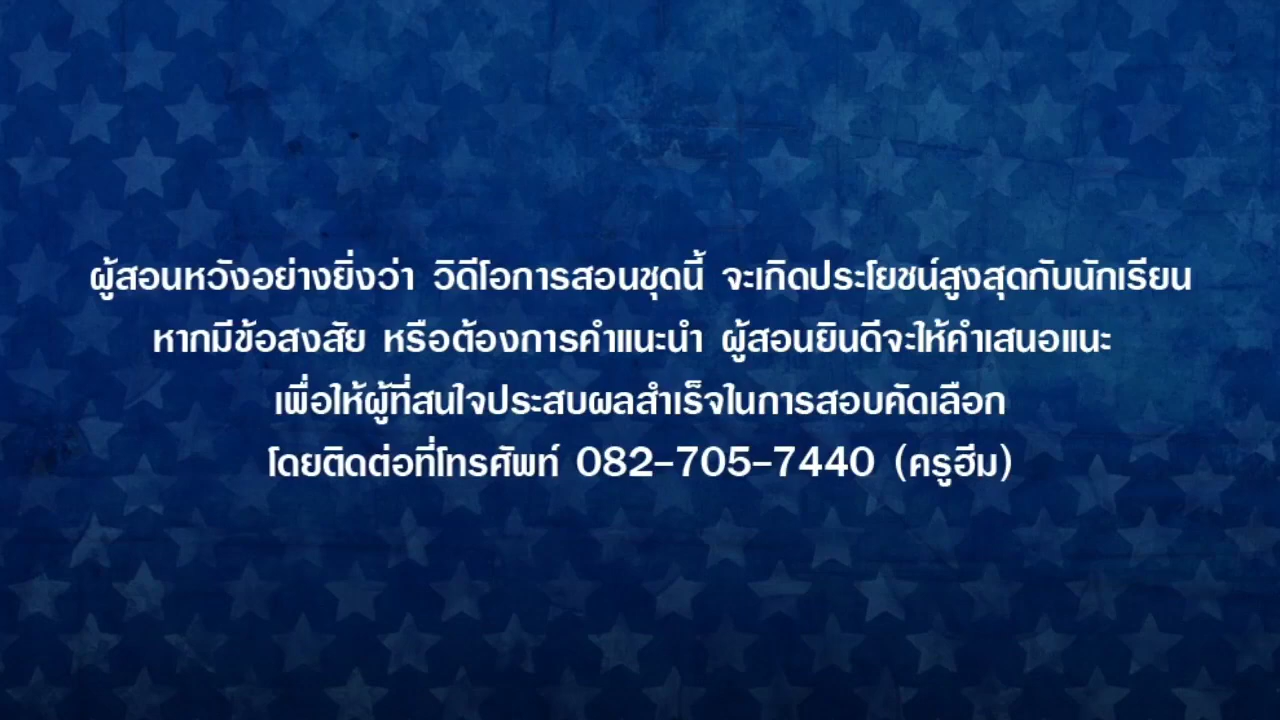 ผู้สอนหวังอย่างยิ่งว่า วิดีโอการสอนชุดนี้ จะเกิดประโยชน์สูงสุดกับนักเรียน
หากมีข้อสงสัย หรือต้องการคำแนะนำ ผู้สอนยินดีจะให้คำเสนอแนะ
เพื่อให้ผู้ที่สนใจประสบผลสำเร็จในการสอบคัดเลือก
โดยติดต่อที่โทรศัพท์ 082-705-7440 (ครูฮีม)